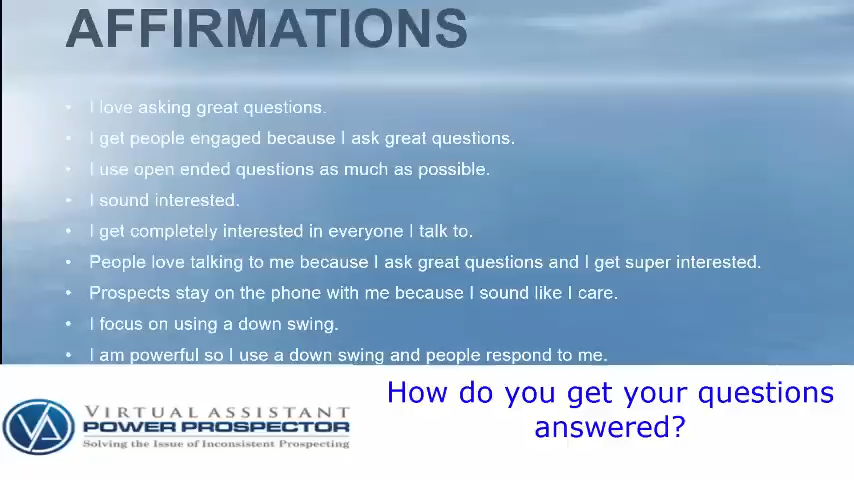 AFFIRMATIONS
• I love asking great questions.
• I get people engaged because I ask great questions.
• I use open ended questions as much as possible.
• I sound interested.
• I get completely interested in everyone I talk to.
• People love talking to me because I ask great questions and I get super interested.
• Prospects stay on the phone with me because I sound like I care.
• I focus on using a down swing.
• I am powerful so I use a down swing and people respond to me.
VA
VIRTUAL ASSISTANT
POWER PROSPECTOR
Solving the Issue of Inconsistent Prospecting
How do you get your questions
answered?